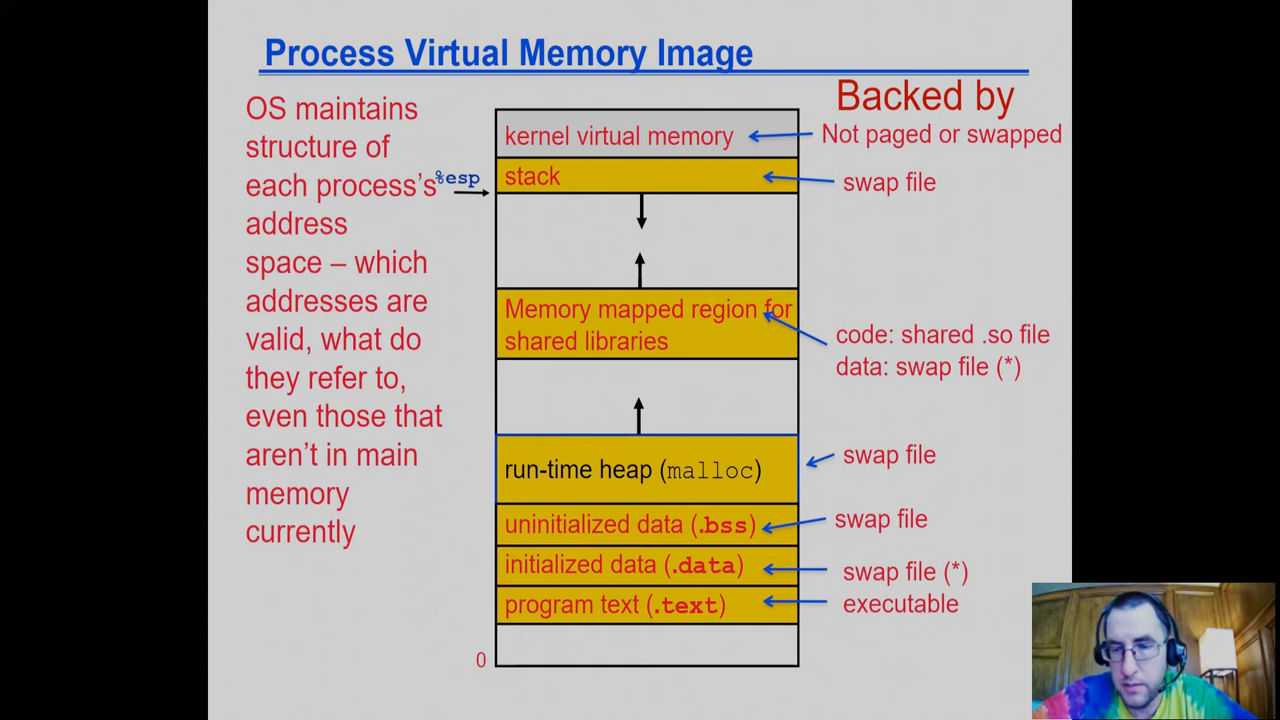 Process Virtual Memory Image
OS maintains
structure of
each process’s
address
space – which
addresses are
valid, what do
they refer to,
even those that
aren’t in main
memory
currently
%esp
kernel virtual memory
stack
Memory mapped region for
shared libraries
run-time heap (malloc)
uninitialized data (.bss)
initialized data (.data)
program text (.text)
0
Backed by
Not paged or swapped
swap file
code: shared .so file
data: swap file (*)
swap file
swap file
swap file (*)
executable